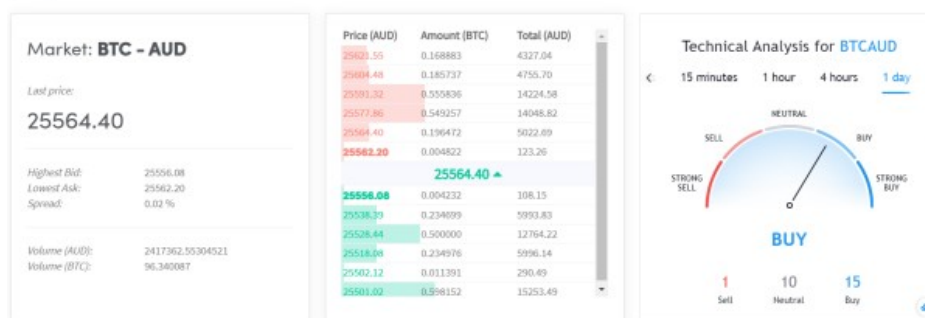 Market: BTC - AUD
Last price:
25564.40
Highest Bid: 25556.08
Lowest Ask: 25562.20
Spread: 0.02 %
Volume (AUD): 2417362.55304521
Volume (BTC): 96.340087
Price (AUD) Amount (BTC) Total (AUD)
25621.55 0.168883 4327.04
25604.48 0.185737 4755.70
25591.32 0.555836 14224.58
25577.86 0.549257 14048.82
25564.40 0.196472 5022.69
25562.20 0.004822 123.26
25564.40
25556.08 0.004232 108.15
25538.39 0.234699 5993.83
25528.44 0.500000 12764.22
25518.08 0.234976 5996.14
25502.12 0.011391 290.49
25501.02 0.598152 15253.49
Technical Analysis for BTCAUD
15 minutes 1 hour 4 hours 1 day
NEUTRAL
SELL BUY
STRONG SELL STRONG BUY
BUY
1 10 15
Sell Neutral Buy